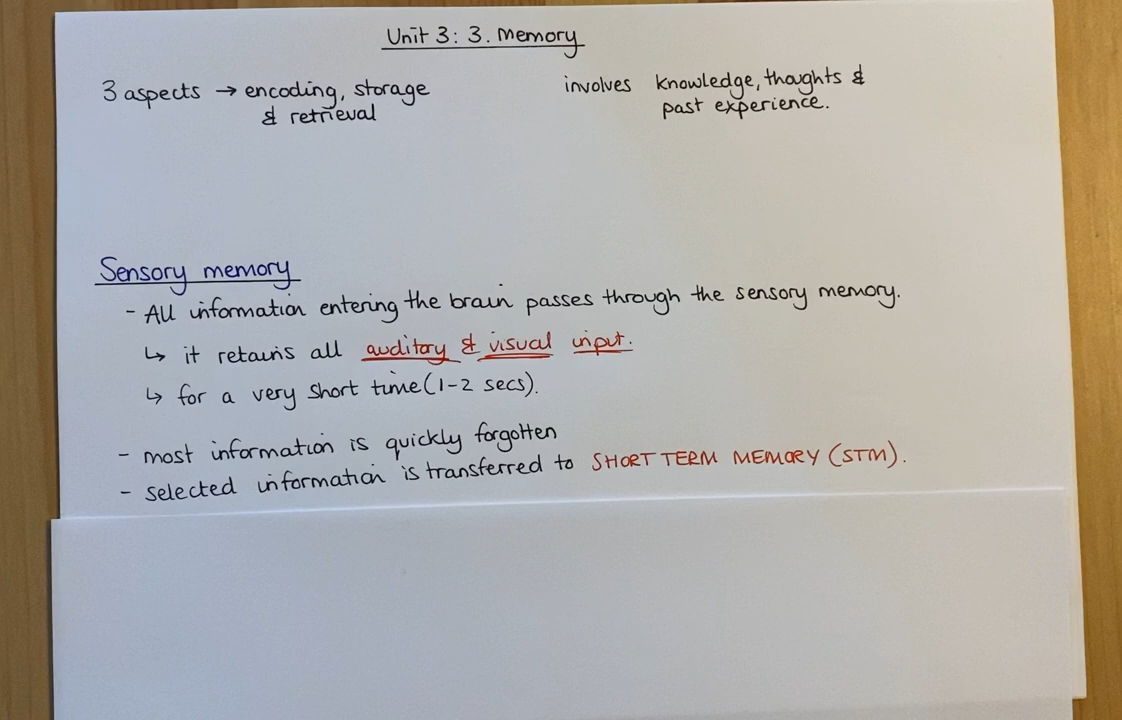 Unit 3: 3. Memory
3 aspects → encoding, storage
& retrieval
involves knowledge, thoughts &
past experience.
Sensory memory
- All information entering the brain passes through the sensory memory.
↳ it retains all auditory & visual input.
↳ for a very short time (1-2 secs).
- most information is quickly forgotten
- selected information is transferred to SHORT TERM MEMORY (STM).